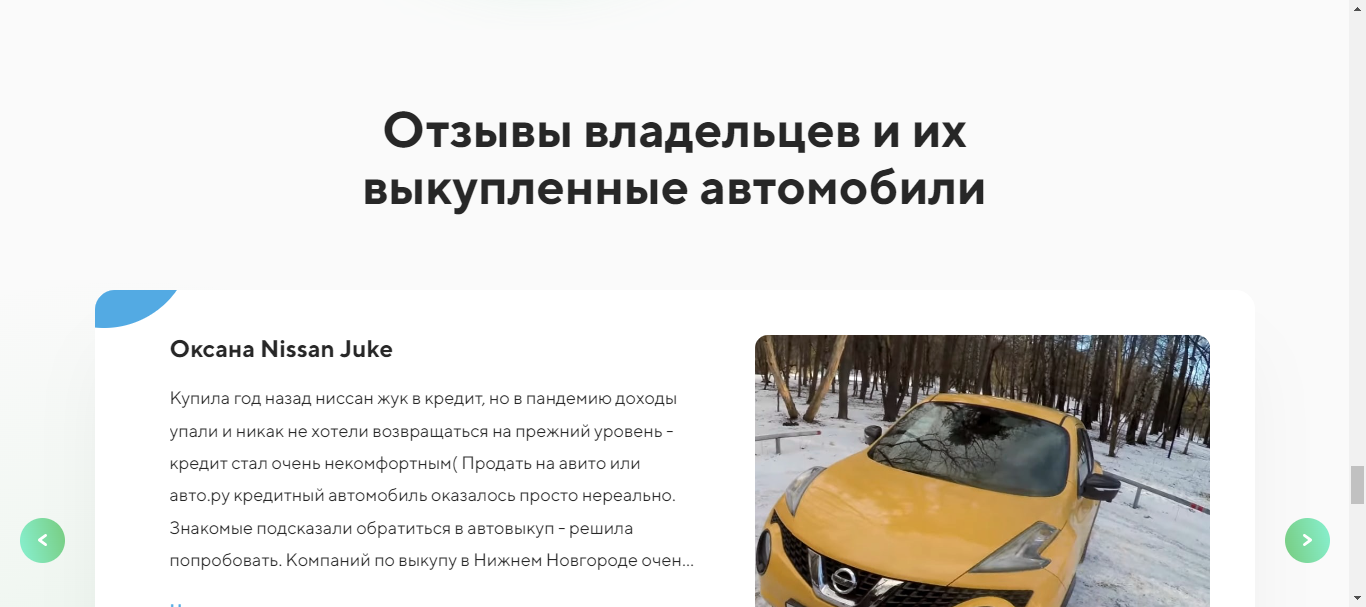 Отзывы владельцев и их
выкупленные автомобили
Оксана Nissan Juke
Купила год назад ниссан жук в кредит, но в пандемию доходы
упали и никак не хотели возвращаться на прежний уровень -
кредит стал очень некомфортным( Продать на авито или
авто.ру кредитный автомобиль оказалось просто нереально.
Знакомые подсказали обратиться в автовыкуп - решила
попробовать. Компаний по выкупу в Нижнем Новгороде очен...